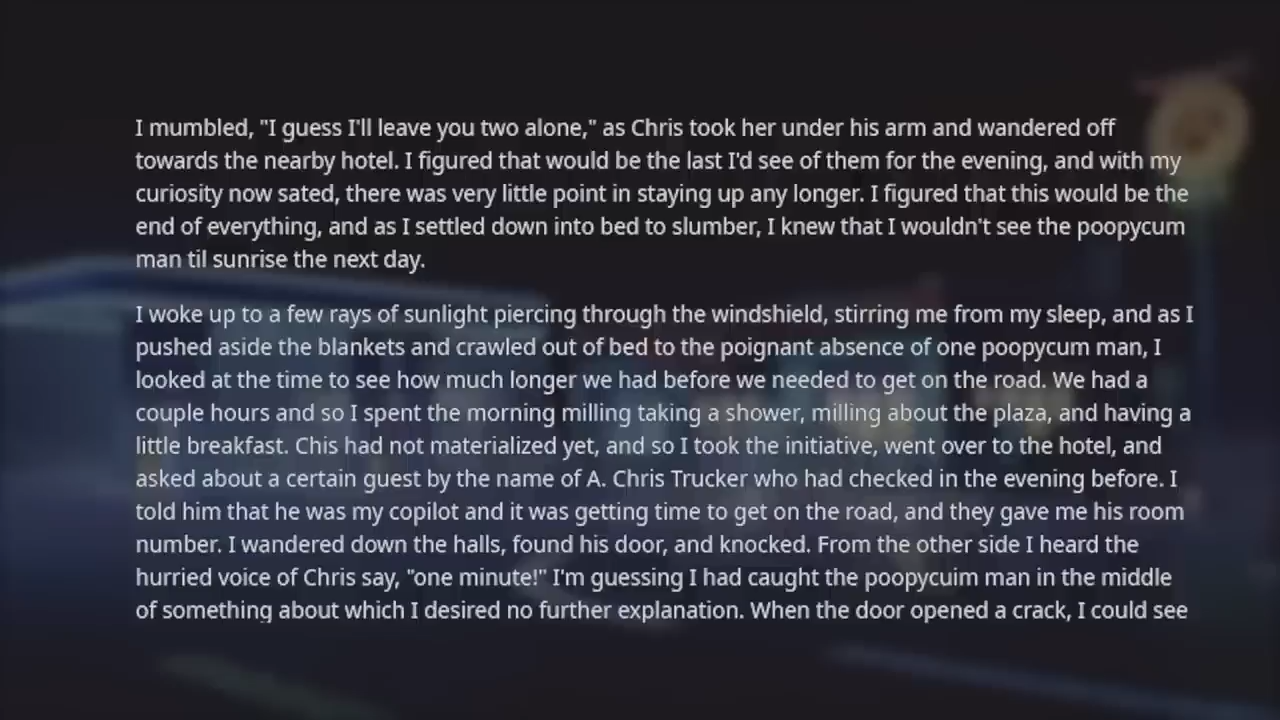 I mumbled, "I guess I'll leave you two alone," as Chris took her under his arm and wandered off
towards the nearby hotel. I figured that would be the last I'd see of them for the evening, and with my
curiosity now sated, there was very little point in staying up any longer. I figured that this would be the
end of everything, and as I settled down into bed to slumber, I knew that I wouldn't see the poopycum
man til sunrise the next day.
I woke up to a few rays of sunlight piercing through the windshield, stirring me from my sleep, and as I
pushed aside the blankets and crawled out of bed to the poignant absence of one poopycum man, I
looked at the time to see how much longer we had before we needed to get on the road. We had a
couple hours and so I spent the morning milling taking a shower, milling about the plaza, and having a
little breakfast. Chis had not materialized yet, and so I took the initiative, went over to the hotel, and
asked about a certain guest by the name of A. Chris Trucker who had checked in the evening before. I
told him that he was my copilot and it was getting time to get on the road, and they gave me his room
number. I wandered down the halls, found his door, and knocked. From the other side I heard the
hurried voice of Chris say, "one minute!" I'm guessing I had caught the poopycuim man in the middle
of something about which I desired no further explanation. When the door opened a crack, I could see